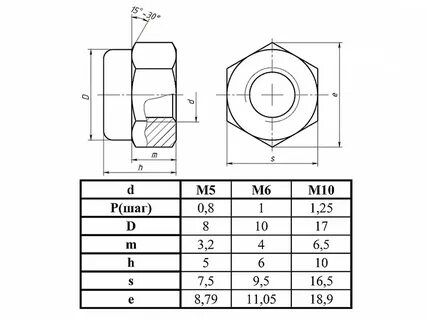 15°-30°
D
d
e
m
h
s
d M5 M6 M10
P(шаг) 0,8 1 1,25
D 8 10 17
m 3,2 4 6,5
h 5 6 10
s 7,5 9,5 16,5
e 8,79 11,05 18,9